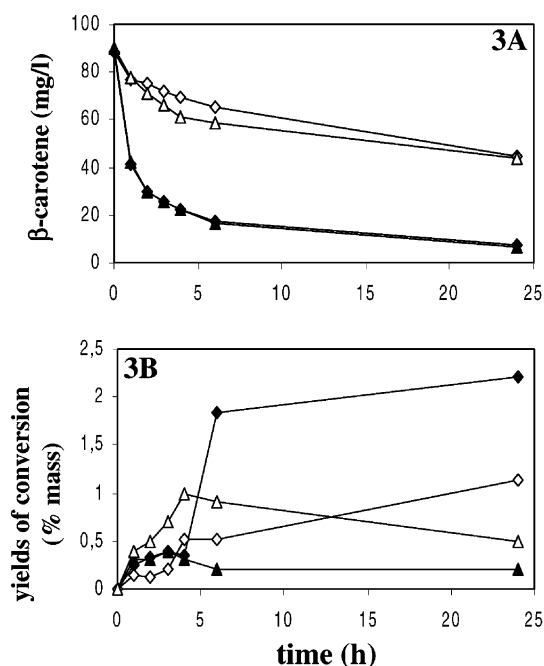 3A
β-carotene (mg/l)
100
80
60
40
20
0
0 5 10 15 20 25
3B
yields of conversion
(% mass)
2,5
2
1,5
1
0,5
0
0 5 10 15 20 25
time (h)